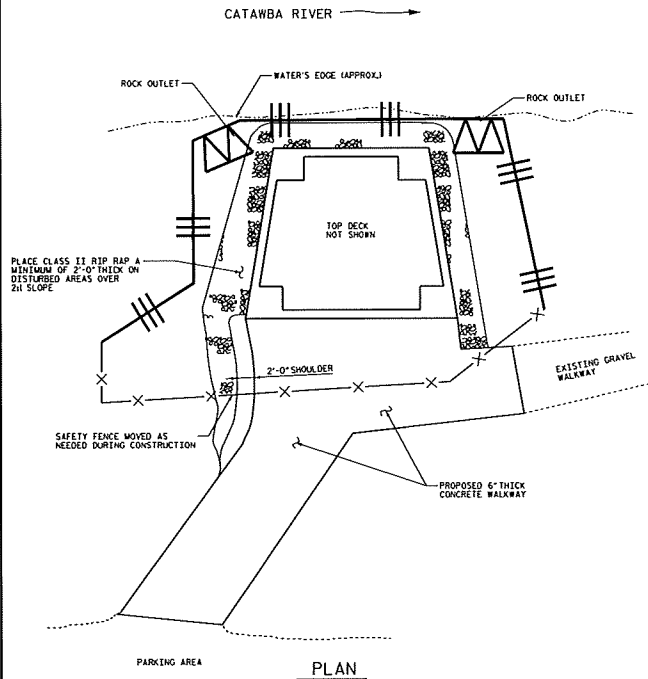 CATAWBA RIVER
WATER'S EDGE (APPROX.)
ROCK OUTLET
ROCK OUTLET
TOP DECK
NOT SHOWN
PLACE CLASS II RIP RAP A
MINIMUM OF 2'-0" THICK ON
DISTURBED AREAS OVER
2:1 SLOPE
2'-0" SHOULDER
EXISTING GRAVEL
WALKWAY
SAFETY FENCE MOVED AS
NEEDED DURING CONSTRUCTION
PROPOSED 6" THICK
CONCRETE WALKWAY
PARKING AREA
PLAN